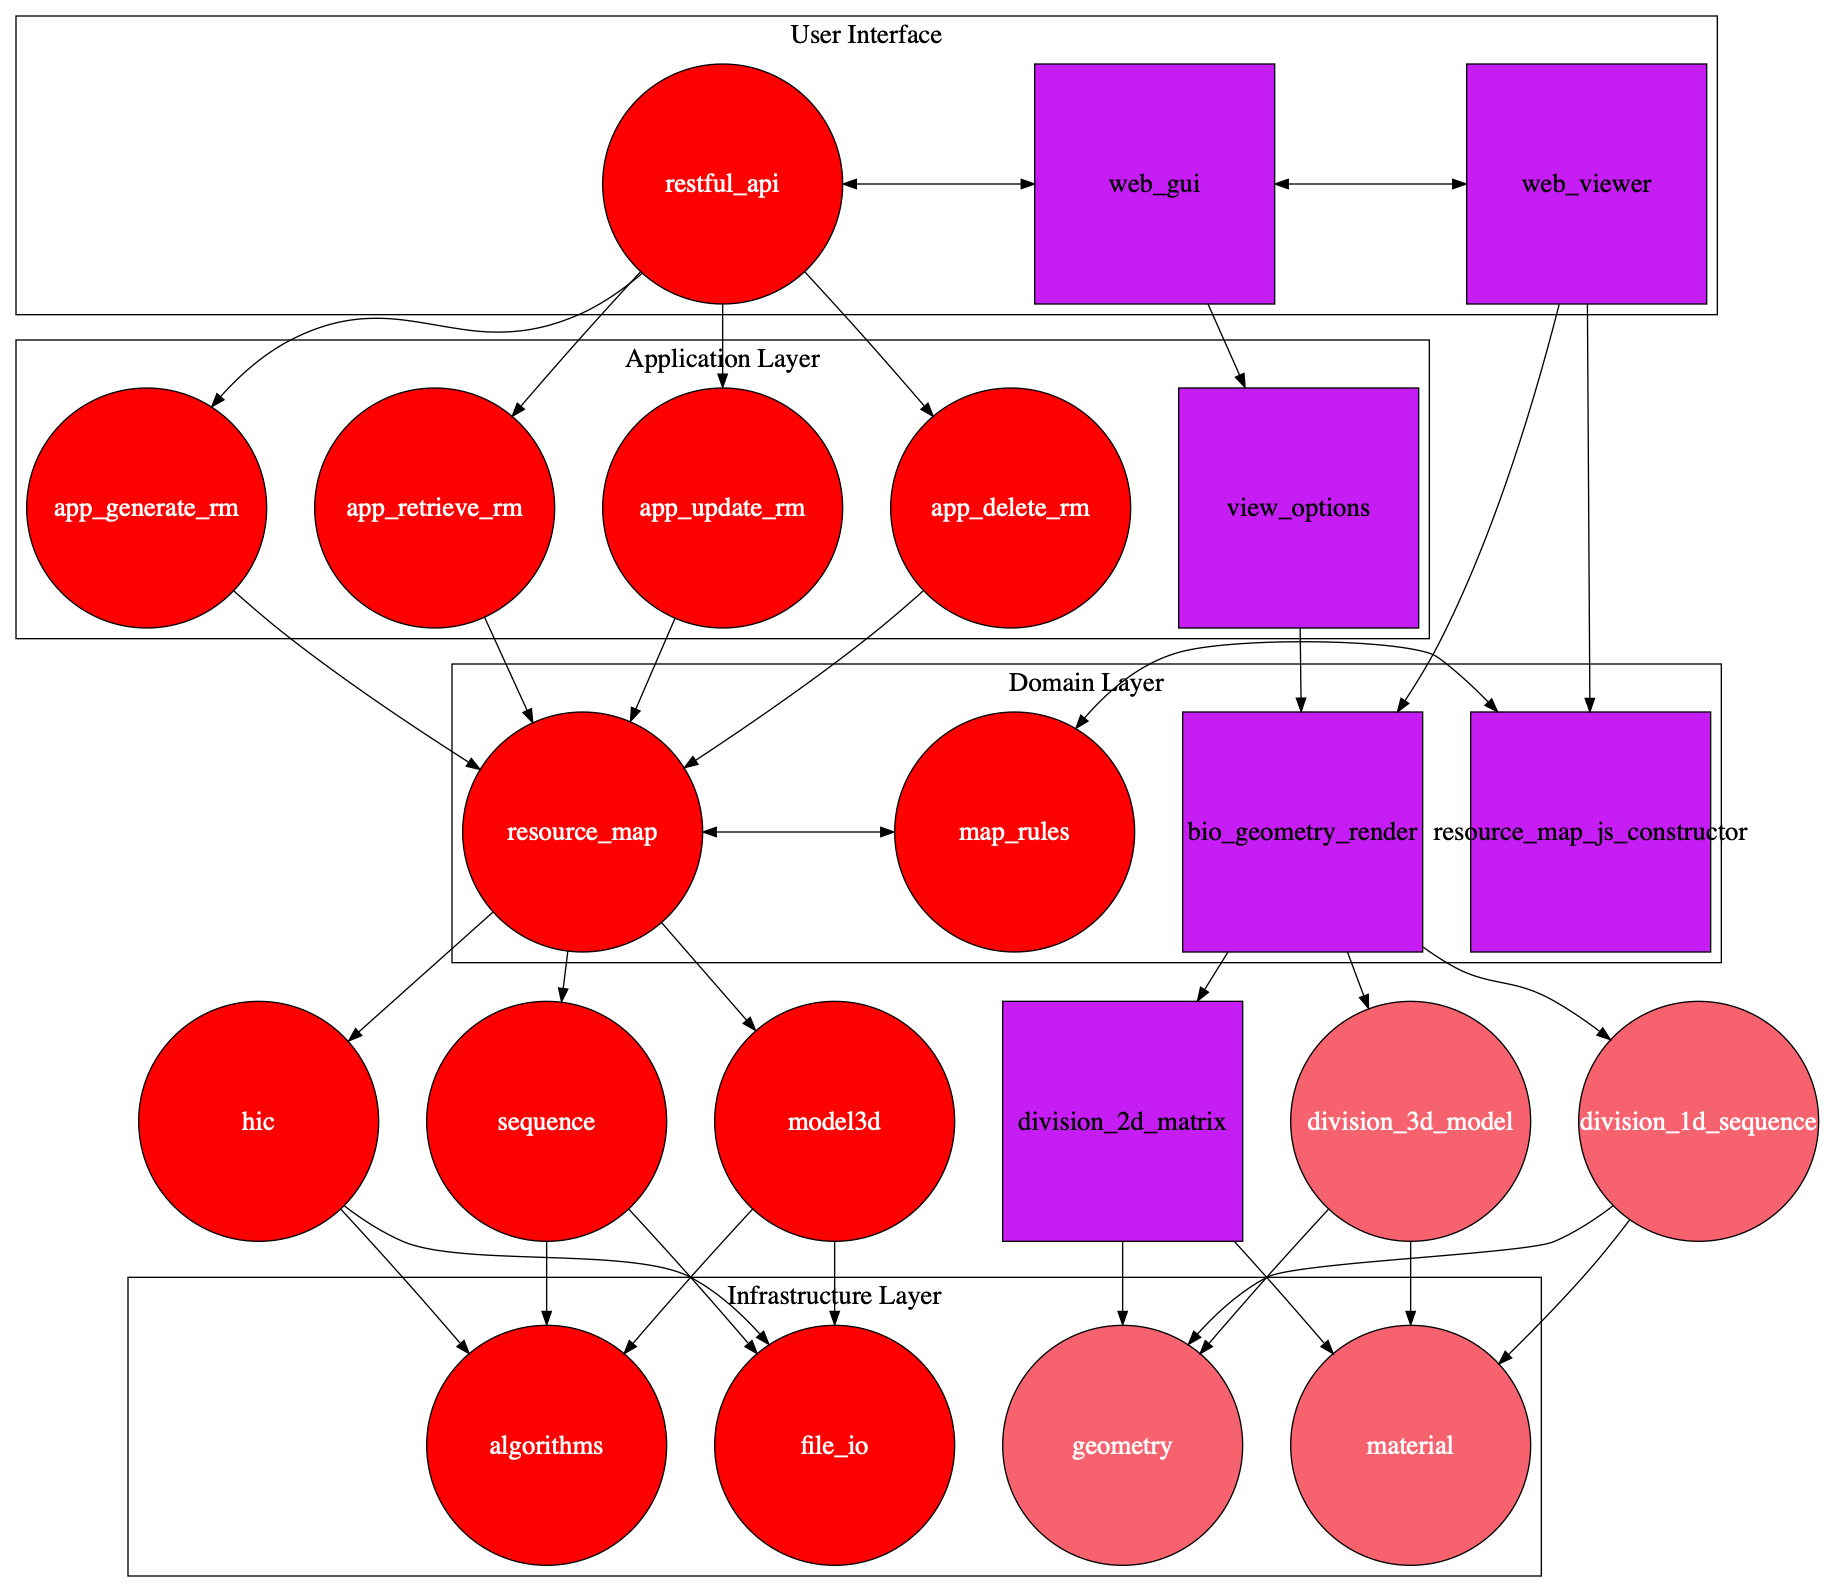 User Interface
restful_api
web_gui
web_viewer
Application Layer
app_generate_rm
app_retrieve_rm
app_update_rm
app_delete_rm
view_options
Domain Layer
resource_map
map_rules
bio_geometry_render
resource_map_js_constructor
hic
sequence
model3d
division_2d_matrix
division_3d_model
division_1d_sequence
Infrastructure Layer
algorithms
file_io
geometry
material